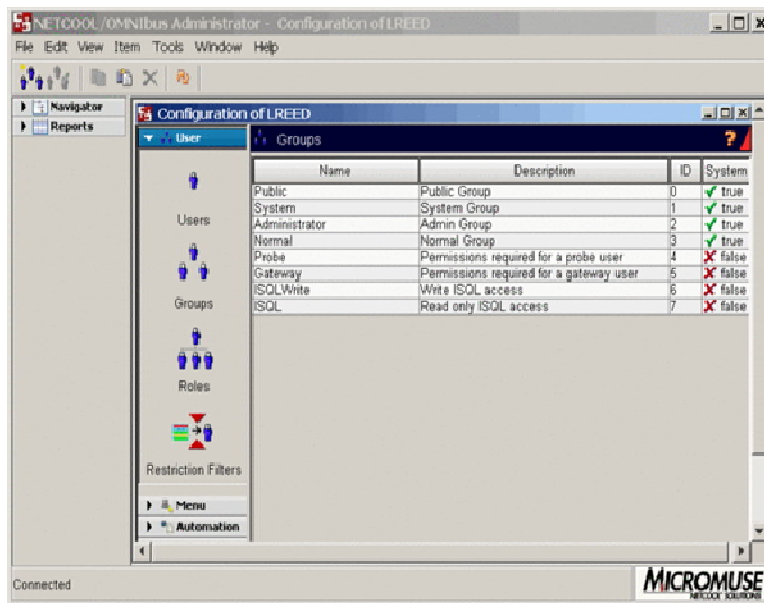 NETCOOL/OMNIbus Administrator - Configuration of LREED
File Edit View Item Tools Window Help
Navigator
Reports
Configuration of LREED
User
Groups
?
Users
Groups
Roles
Restriction Filters
Menu
Automation
Name Description ID System
Public Public Group 0 true
System System Group 1 true
Administrator Admin Group 2 true
Normal Normal Group 3 true
Probe Permissions required for a probe user 4 false
Gateway Permissions required for a gateway user 5 false
ISQLWrite Write ISQL access 6 false
ISQL Read only ISQL access 7 false
Connected
MICROMUSE
NETCOOL SOLUTIONS